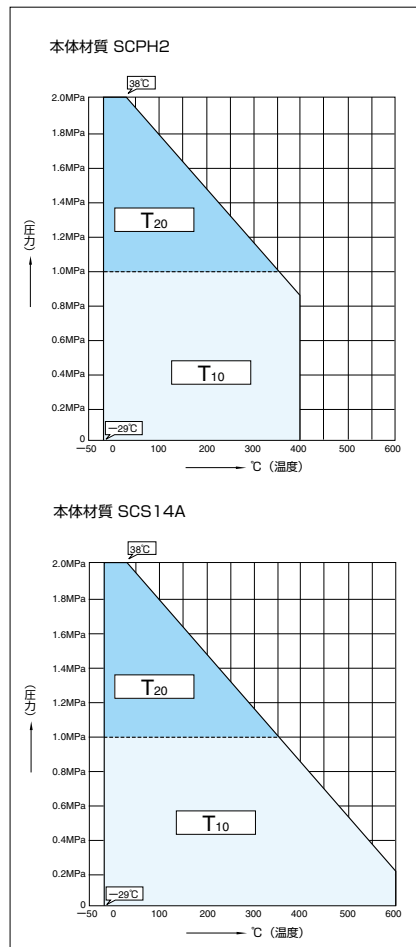 本体材質 SCPH2
38℃
2.0MPa
1.8MPa
1.6MPa
1.4MPa
1.2MPa
1.0MPa
0.8MPa
0.6MPa
0.4MPa
0.2MPa
0
(圧力)
T20
T10
−29℃
−50 0 100 200 300 400 500 600
℃(温度)
本体材質 SCS14A
38℃
2.0MPa
1.8MPa
1.6MPa
1.4MPa
1.2MPa
1.0MPa
0.8MPa
0.6MPa
0.4MPa
0.2MPa
0
(圧力)
T20
T10
−29℃
−50 0 100 200 300 400 500 600
℃(温度)